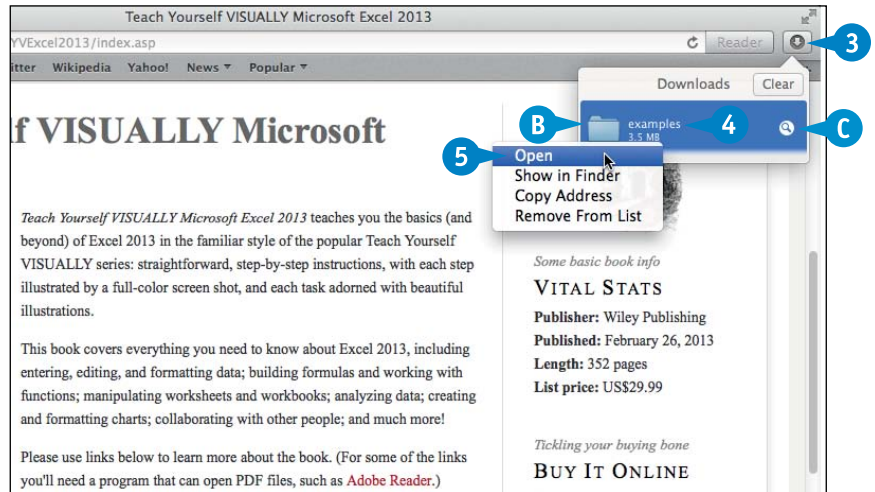 Teach Yourself VISUALLY Microsoft Excel 2013
YVExcel2013/index.asp
Reader
3
itter Wikipedia Yahoo! News Popular
Downloads Clear
B
examples
4
3.5 MB
C
lf VISUALLY Microsoft
5
Open
Show in Finder
Copy Address
Remove From List
Teach Yourself VISUALLY Microsoft Excel 2013 teaches you the basics (and
beyond) of Excel 2013 in the familiar style of the popular Teach Yourself
VISUALLY series: straightforward, step-by-step instructions, with each step
illustrated by a full-color screen shot, and each task adorned with beautiful
illustrations.
This book covers everything you need to know about Excel 2013, including
entering, editing, and formatting data; building formulas and working with
functions; manipulating worksheets and workbooks; analyzing data; creating
and formatting charts; collaborating with other people; and much more!
Please use links below to learn more about the book. (For some of the links
you'll need a program that can open PDF files, such as Adobe Reader.)
Some basic book info
VITAL STATS
Publisher: Wiley Publishing
Published: February 26, 2013
Length: 352 pages
List price: US$29.99
Tickling your buying bone
BUY IT ONLINE